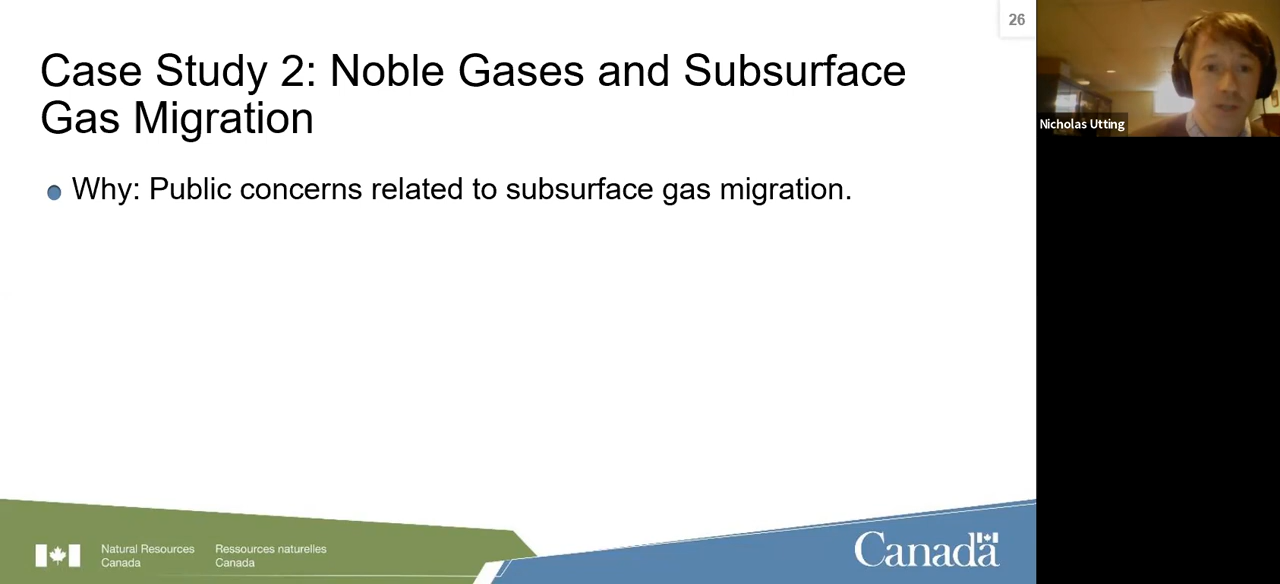 26
Case Study 2: Noble Gases and Subsurface
Gas Migration
Why: Public concerns related to subsurface gas migration.
Nicholas Utting
Natural Resources
Canada
Ressources naturelles
Canada
Canada